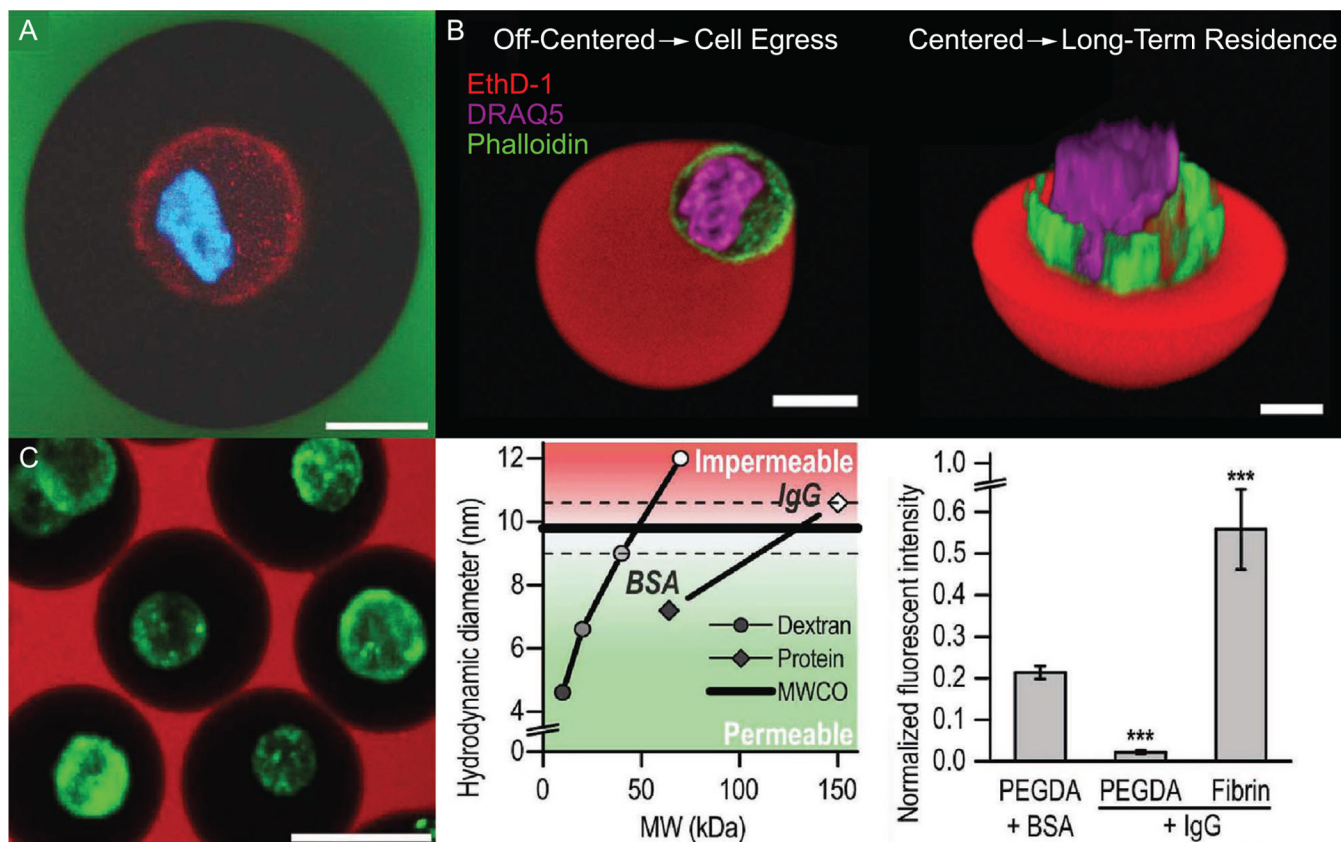 A
B
Off-Centered→Cell Egress
Centered→Long-Term Residence
EthD-1
DRAQ5
Phalloidin
C
Hydrodynamic diameter (nm)
12
10
8
6
4
0
Impermeable
IgG
BSA
Dextran
Protein
MWCO
Permeable
0 50 100 150
MW (kDa)
Normalized fluorescent intensity
1.0
0.6
0.5
0.4
0.3
0.2
0.1
0.0
***
***
PEGDA PEGDA Fibrin
+ BSA + IgG